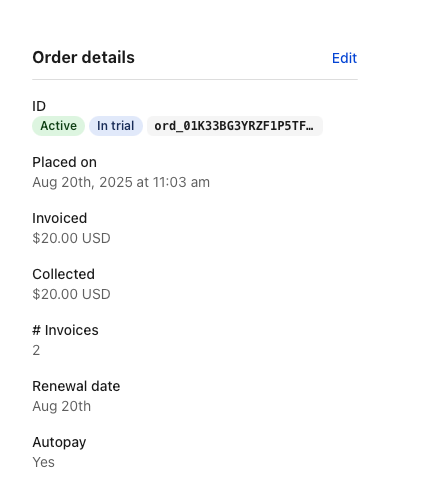 Order details
Edit
ID
Active In trial ord_01K33BG3YRZF1P5TF…
Placed on
Aug 20th, 2025 at 11:03 am
Invoiced
$20.00 USD
Collected
$20.00 USD
# Invoices
2
Renewal date
Aug 20th
Autopay
Yes